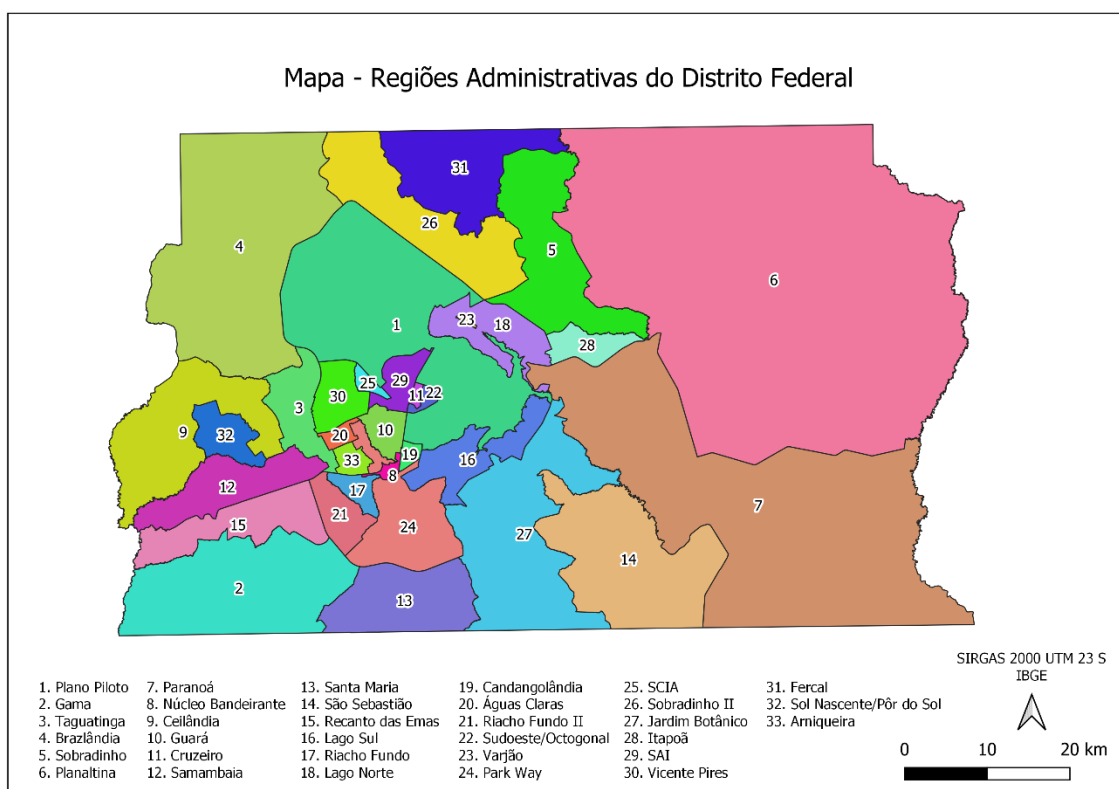 Mapa - Regiões Administrativas do Distrito Federal
31
26
4
5
6
1
23
18
28
25
29
30
11
22
3
9
32
20
10
33
19
16
8
12
17
7
21
24
27
15
14
2
13
SIRGAS 2000 UTM 23 S
IBGE
1. Plano Piloto
2. Gama
3. Taguatinga
4. Brazlândia
5. Sobradinho
6. Planaltina
7. Paranoá
8. Núcleo Bandeirante
9. Ceilândia
10. Guará
11. Cruzeiro
12. Samambaia
13. Santa Maria
14. São Sebastião
15. Recanto das Emas
16. Lago Sul
17. Riacho Fundo
18. Lago Norte
19. Candangolândia
20. Águas Claras
21. Riacho Fundo II
22. Sudoeste/Octogonal
23. Varjão
24. Park Way
25. SCIA
26. Sobradinho II
27. Jardim Botânico
28. Itapoã
29. SAI
30. Vicente Pires
31. Fercal
32. Sol Nascente/Pôr do Sol
33. Arniqueira
0 10 20 km